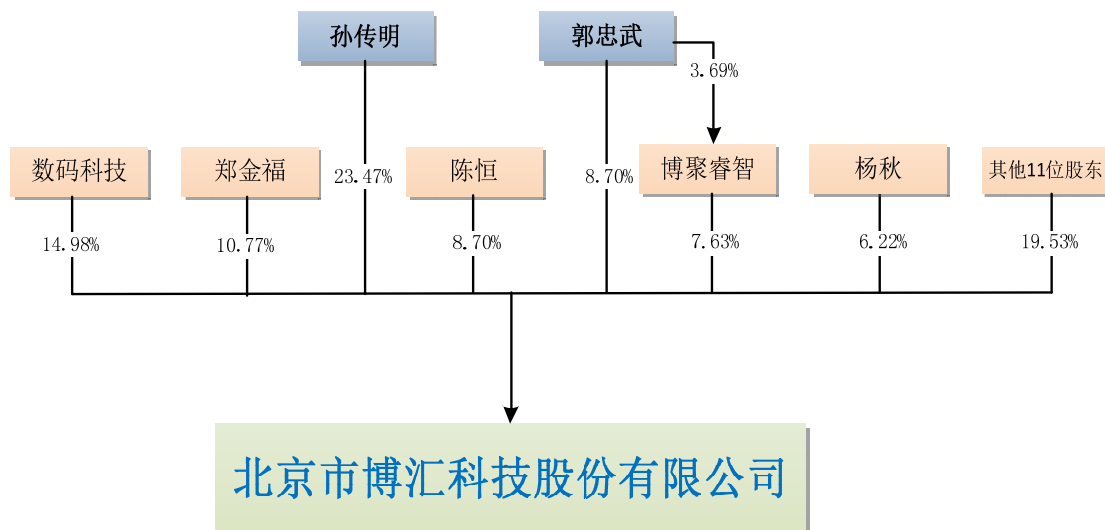 孙传明
郭忠武
3.69%
数码科技
郑金福
陈恒
博聚睿智
杨秋
其他11位股东
23.47%
8.70%
14.98%
10.77%
8.70%
7.63%
6.22%
19.53%
北京市博汇科技股份有限公司